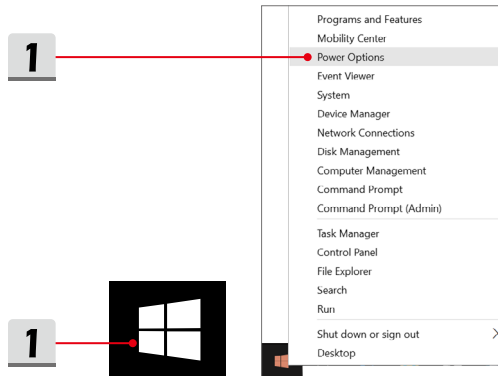 Programs and Features
Mobility Center
1
Power Options
Event Viewer
System
Device Manager
Network Connections
Disk Management
Computer Management
Command Prompt
Command Prompt (Admin)
Task Manager
Control Panel
File Explorer
Search
Run
1
Shut down or sign out
Desktop